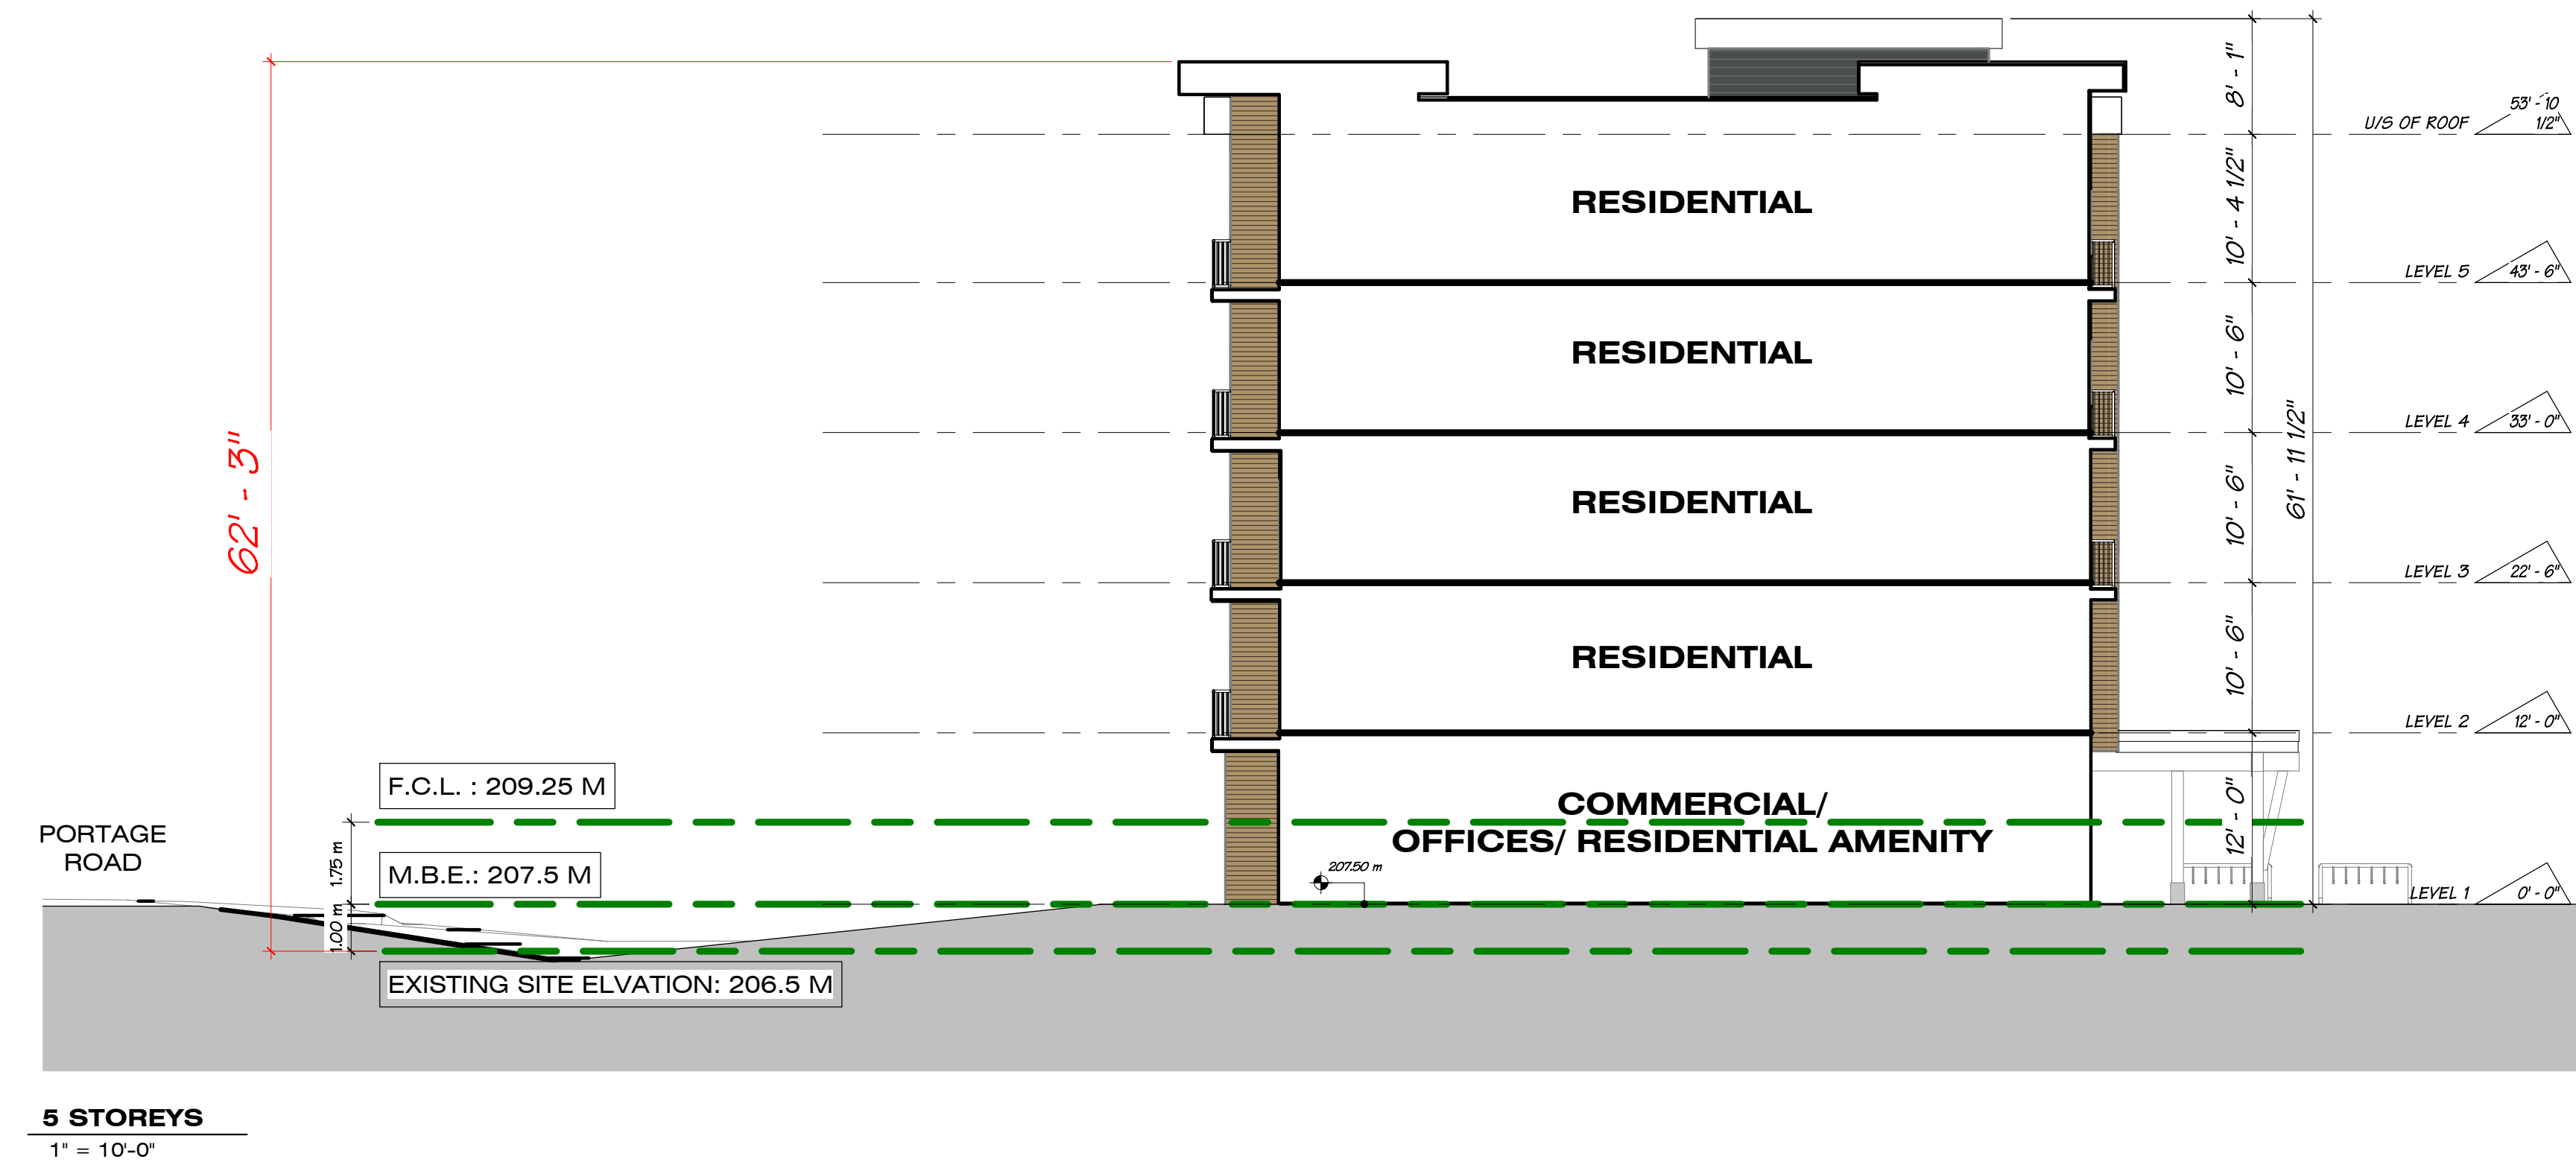 8' - 1"
53' - 10
U/S OF ROOF 1/2"
10' - 4 1/2"
RESIDENTIAL
LEVEL 5 43' - 6"
10' - 6"
RESIDENTIAL
LEVEL 4 33' - 0"
62' - 3"
61' - 11 1/2"
10' - 6"
RESIDENTIAL
LEVEL 3 22' - 6"
10' - 6"
RESIDENTIAL
LEVEL 2 12' - 0"
F.C.L. : 209.25 M
COMMERCIAL/
OFFICES/ RESIDENTIAL AMENITY
12' - 0"
PORTAGE
ROAD
1.75 m
M.B.E.: 207.5 M
207.50 m
LEVEL 1 0' - 0"
1.00 m
EXISTING SITE ELVATION: 206.5 M
5 STOREYS
1" = 10'-0"